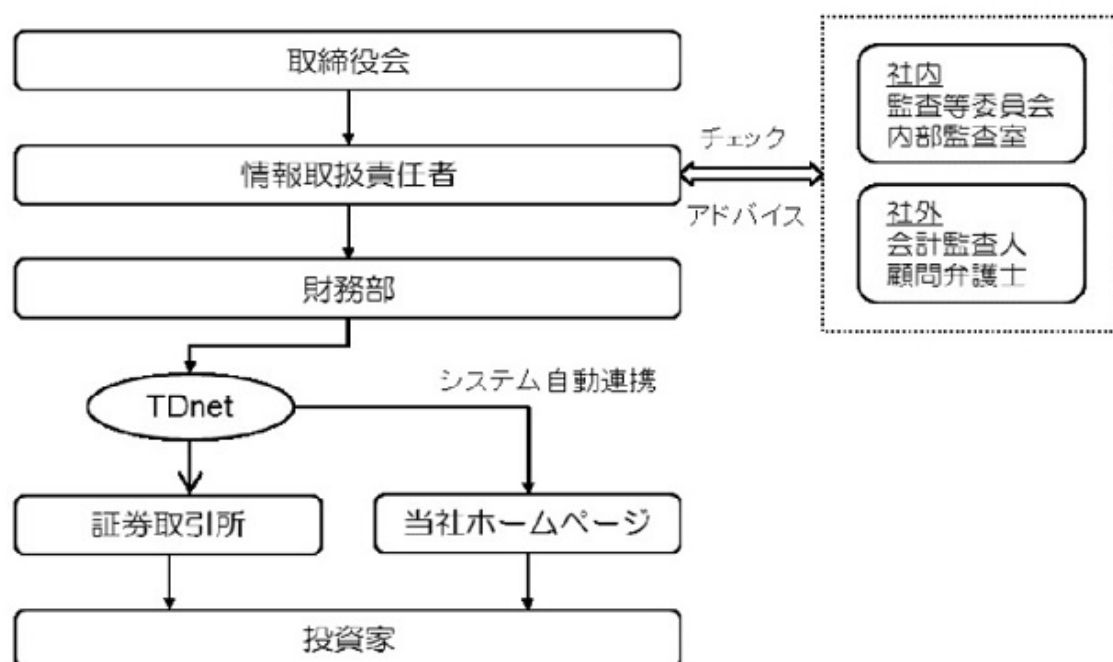 取締役会
情報取扱責任者
チェック
アドバイス
社内
監査等委員会
内部監査室
社外
会計監査人
顧問弁護士
財務部
TDnet
システム自動連携
証券取引所
当社ホームページ
投資家